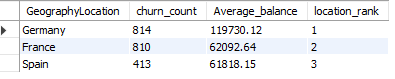 GeographyLocation churn_count Average_balance location_rank
Germany 814 119730.12 1
France 810 62092.64 2
Spain 413 61818.15 3